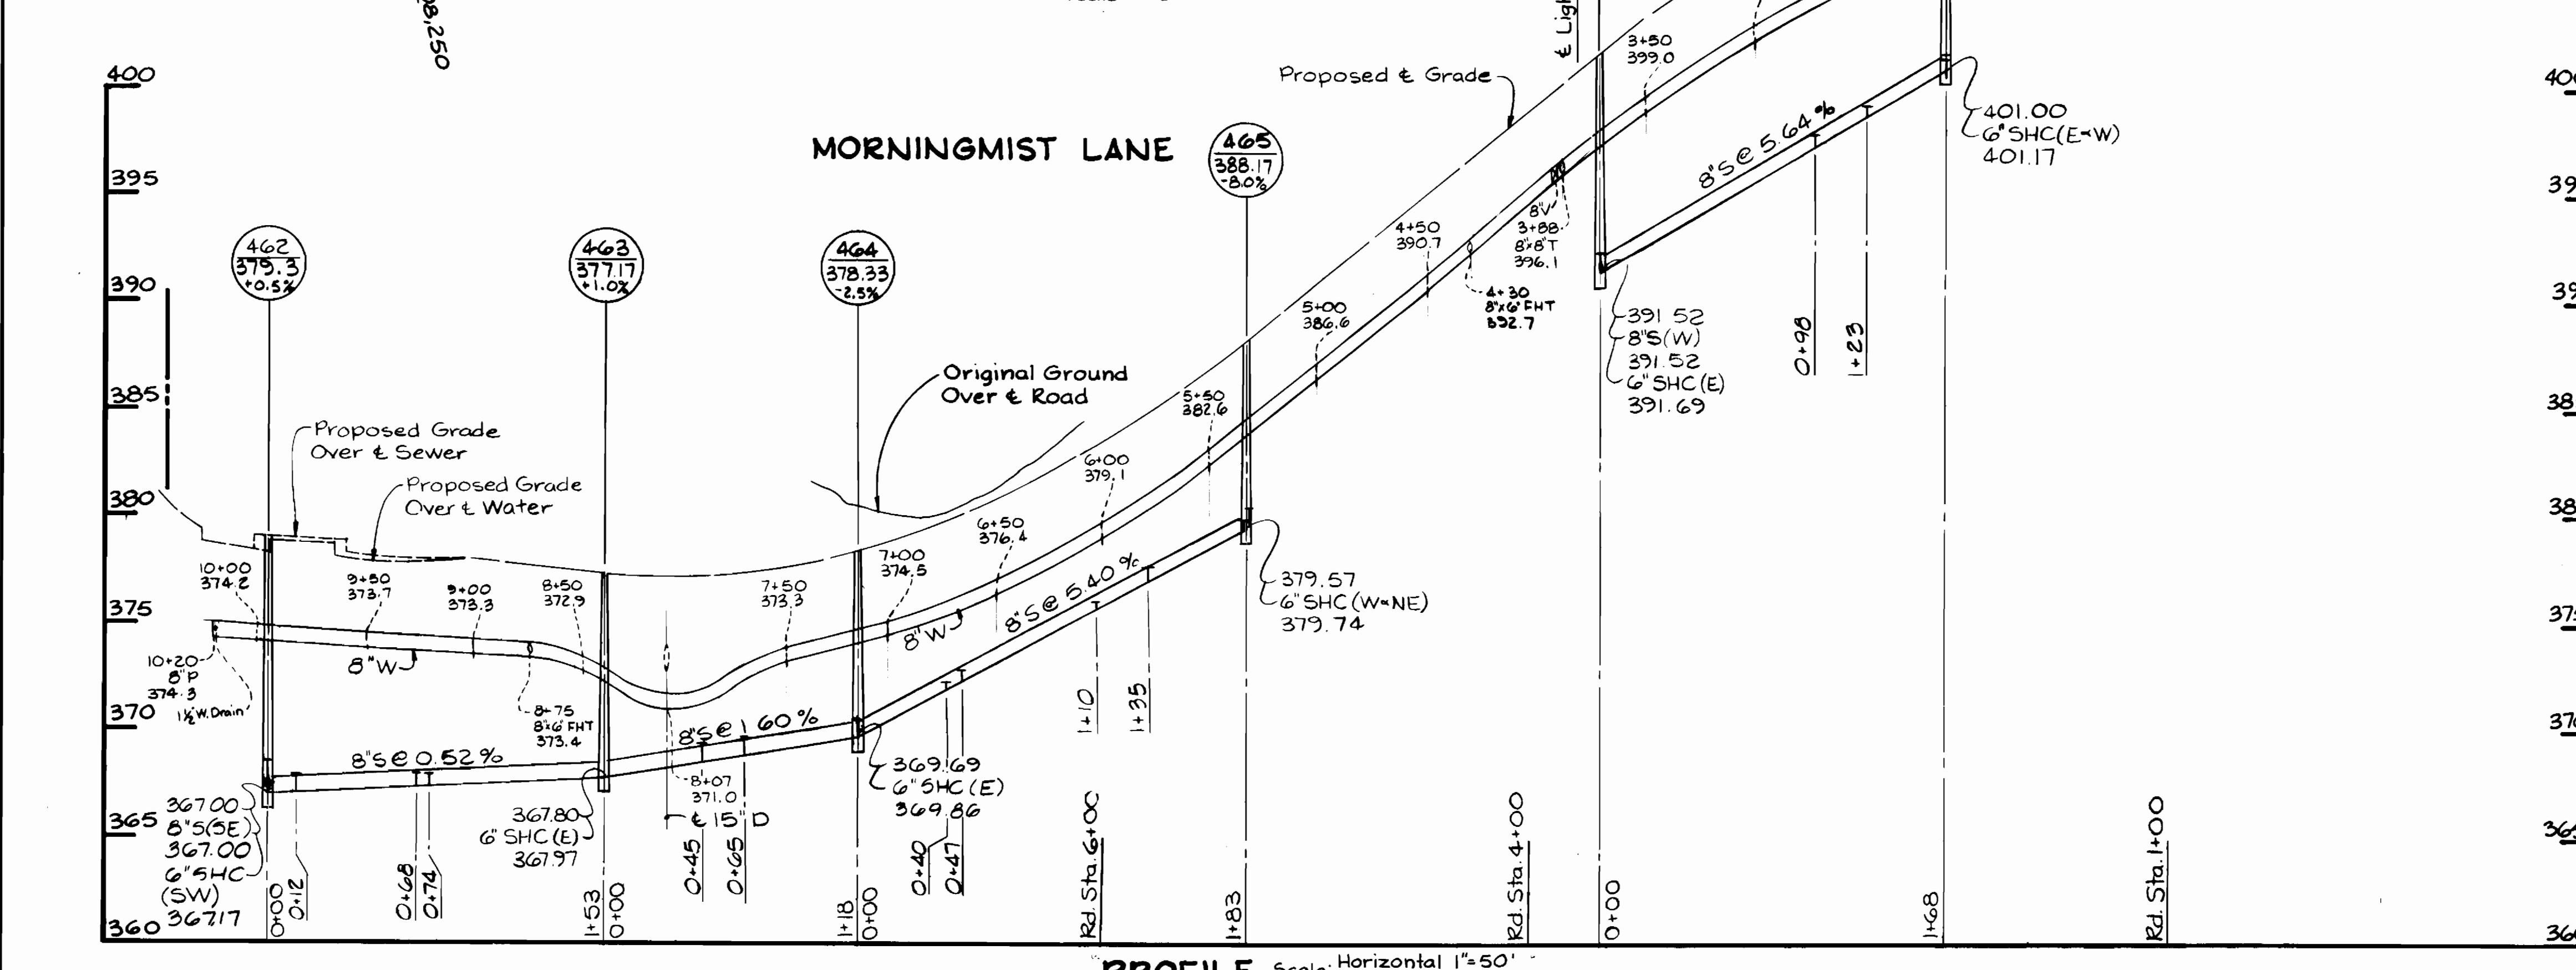 98,250
400
395
390
385
380
375
370
365
360
MORNINGMIST LANE
462
379.3
+0.5%
463
377.17
+1.0%
464
378.33
-2.5%
465
388.17
-8.0%
Proposed ℄ Grade
℄ Ligh
3+50
399.0
8"S @ 5.64%
401.00
6" SHC (E&W)
401.17
4+50
390.7
8"V
3+88
8"x8"T
396.1
4+30
8"x6" FHT
392.7
391 52
8"S (W)
391.52
6" SHC (E)
391.69
0+98
1+23
5+00
386.6
Original Ground
Over ℄ Road
5+50
382.6
Proposed Grade
Over ℄ Sewer
Proposed Grade
Over ℄ Water
6+00
379.1
6+50
376.4
7+00
374.5
7+50
373.3
8+50
372.9
9+00
373.3
9+50
373.7
10+00
374.2
8"W
8"S @ 5.40%
379.57
6" SHC (W&NE)
379.74
10+20
8"P
374.3
1½" W. Drain
8"W
8+75
8"x6" FHT
373.4
8"S @ 1 60%
8"S @ 0.52%
8+07
371.0
℄ 15" D
369.69
6" SHC (E)
369.86
367.80
6" SHC (E)
367.97
367 00
8"S (SE)
367.00
6" SHC
(SW)
367.17
0+00
0+12
0+68
0+74
1+53
0+00
0+45
0+65
1+18
0+00
0+40
0+47
1+10
1+35
Rd. Sta. 6+00
1+83
Rd. Sta. 4+00
0+00
1+68
Rd. Sta. 1+00
PROFILE Scale: Horizontal 1"=50'